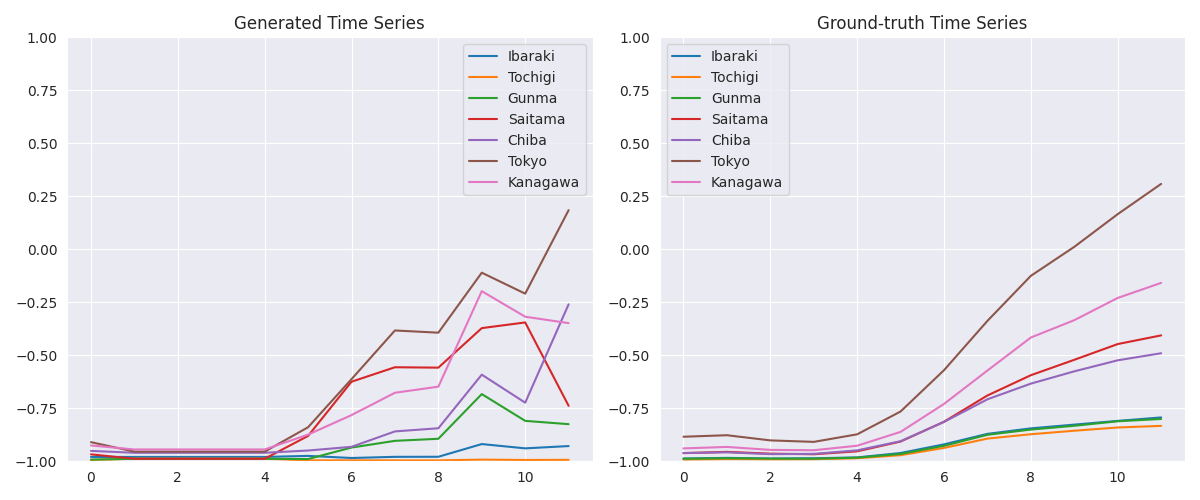 Generated Time Series
1.00
0.75
0.50
0.25
0.00
−0.25
−0.50
−0.75
−1.00
0 2 4 6 8 10
Ibaraki
Tochigi
Gunma
Saitama
Chiba
Tokyo
Kanagawa
Ground-truth Time Series
1.00
0.75
0.50
0.25
0.00
−0.25
−0.50
−0.75
−1.00
0 2 4 6 8 10
Ibaraki
Tochigi
Gunma
Saitama
Chiba
Tokyo
Kanagawa